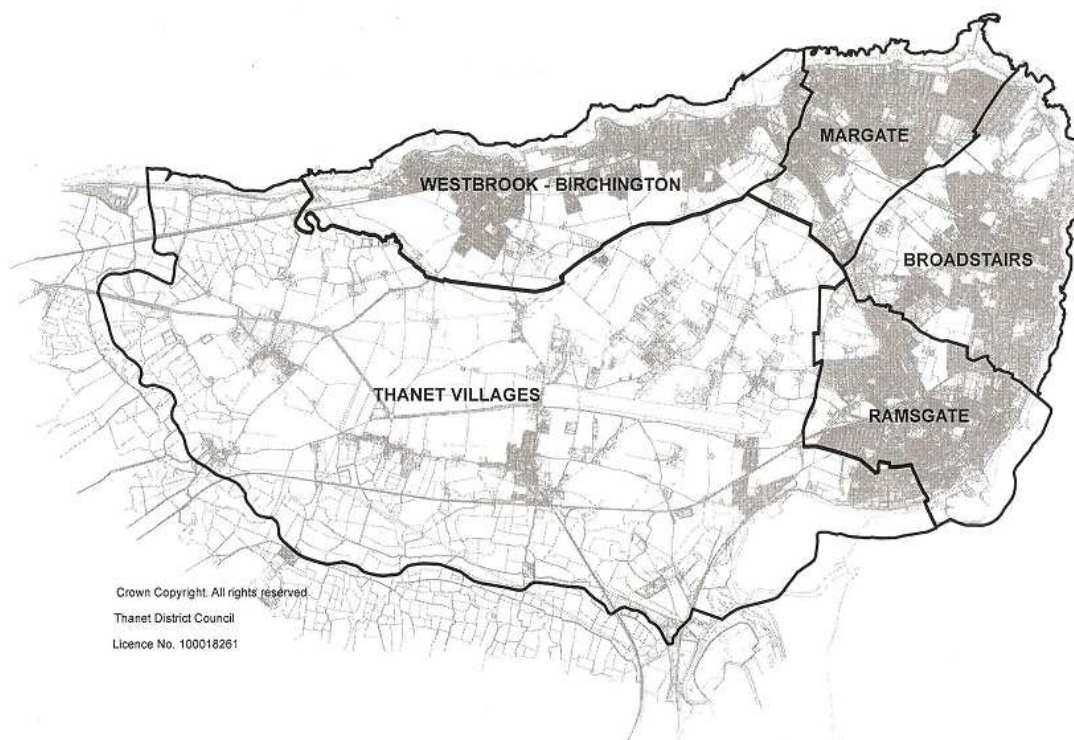 MARGATE
WESTBROOK - BIRCHINGTON
BROADSTAIRS
THANET VILLAGES
RAMSGATE
Crown Copyright. All rights reserved
Thanet District Council
Licence No. 100018261